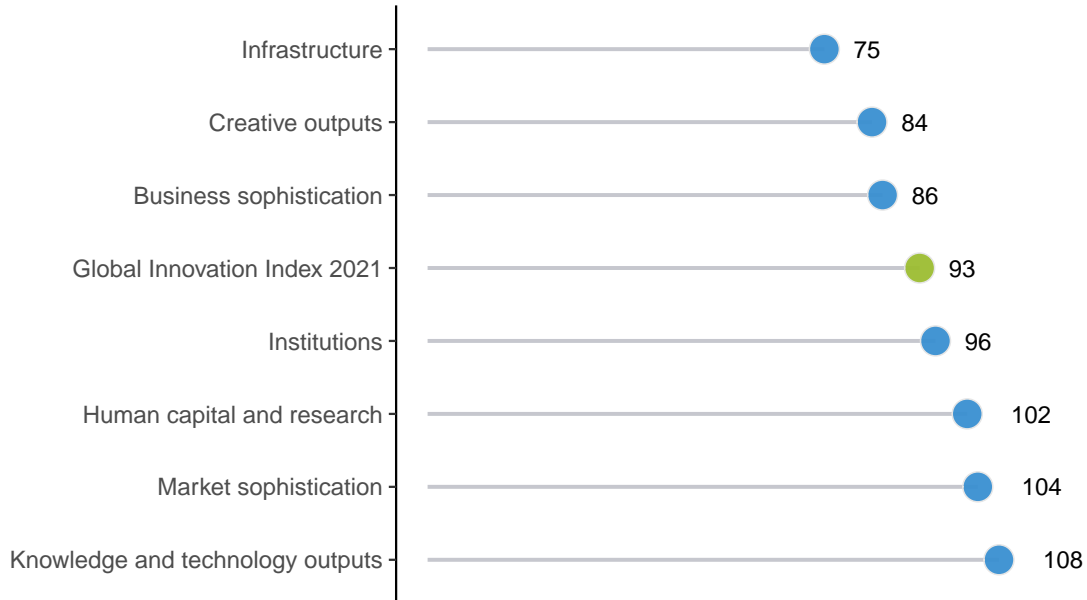 Infrastructure 75
Creative outputs 84
Business sophistication 86
Global Innovation Index 2021 93
Institutions 96
Human capital and research 102
Market sophistication 104
Knowledge and technology outputs 108